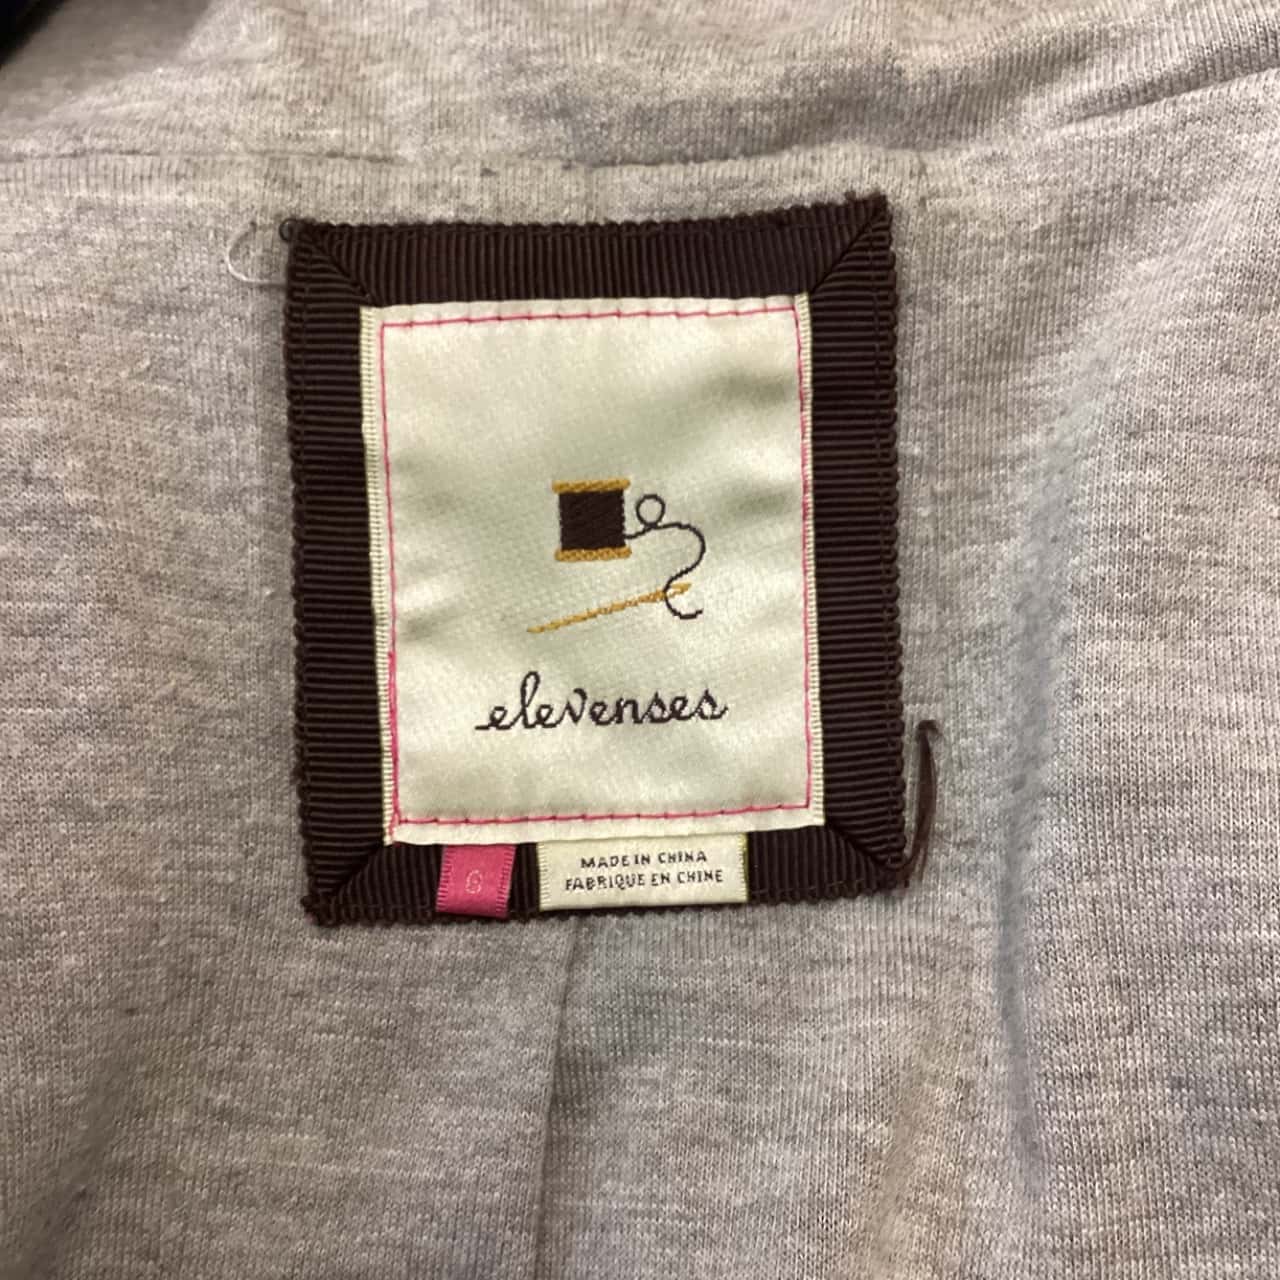 elevenses
6
MADE IN CHINA
FABRIQUE EN CHINE